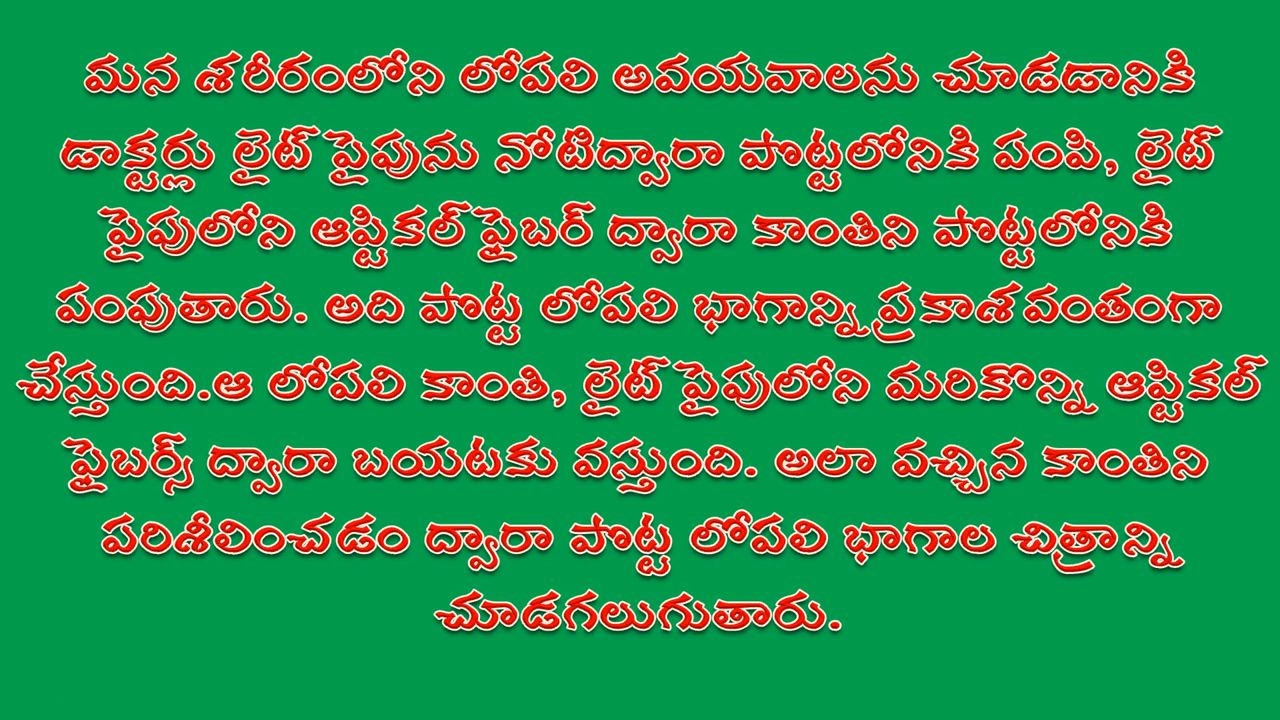 మన శరీరంలోని లోపలి అవయవాలను చూడడానికి
డాక్టర్లు లైట్ పైపును నోటిద్వారా పొట్టలోనికి పంపి, లైట్
పైపులోని ఆప్టికల్ ఫైబర్ ద్వారా కాంతిని పొట్టలోనికి
పంపుతారు. అది పొట్ట లోపలి భాగాన్ని ప్రకాశవంతంగా
చేస్తుంది.ఆ లోపలి కాంతి, లైట్ పైపులోని మరికొన్ని ఆప్టికల్
ఫైబర్స్ ద్వారా బయటకు వస్తుంది. అలా వచ్చిన కాంతిని
పరిశీలించడం ద్వారా పొట్ట లోపలి భాగాల చిత్రాన్ని
చూడగలుగుతారు.